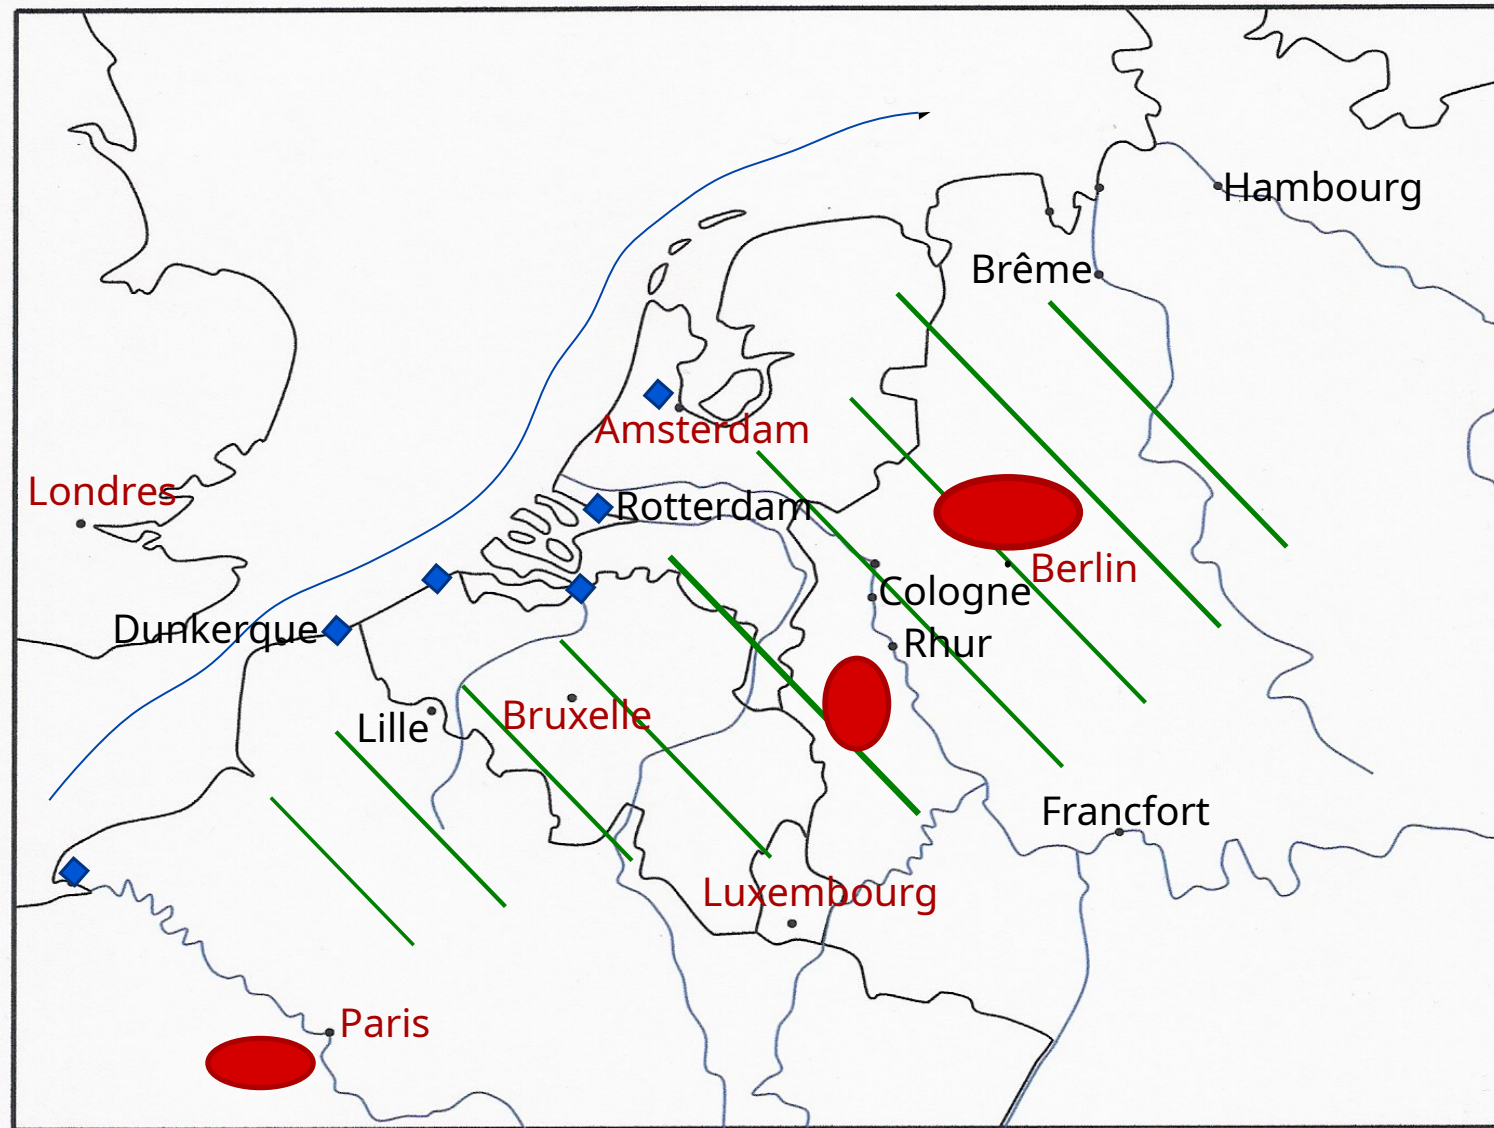 Hambourg
Brême
Amsterdam
Londres
Rotterdam
Berlin
Cologne
Dunkerque
Rhur
Lille
Bruxelle
Francfort
Luxembourg
Paris